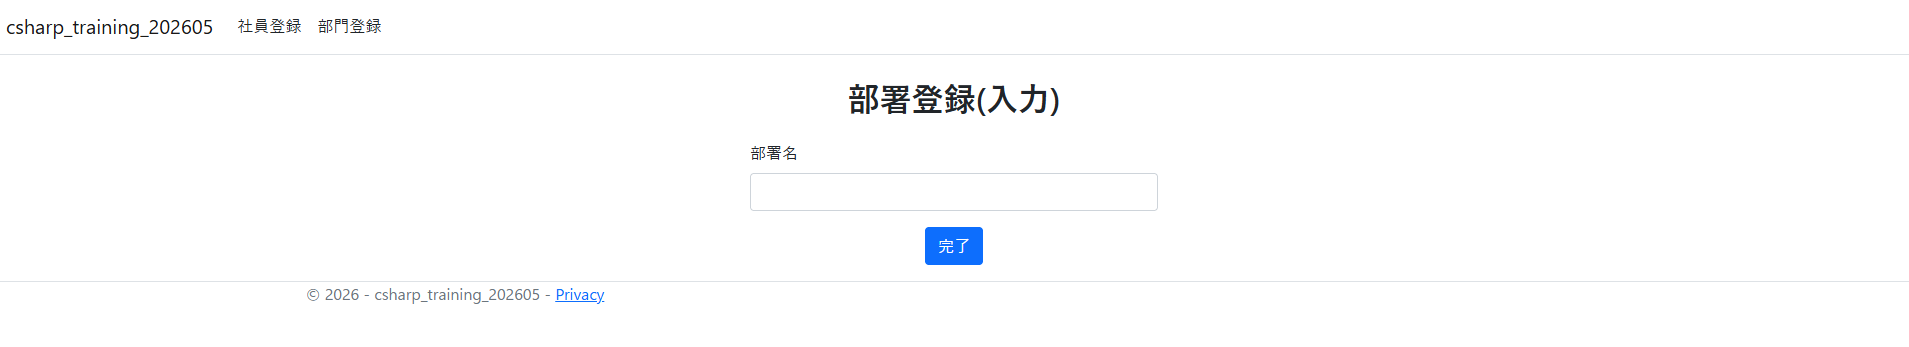 csharp_training_202605 社員登録 部門登録
部署登録(入力)
部署名
完了
© 2026 - csharp_training_202605 - Privacy